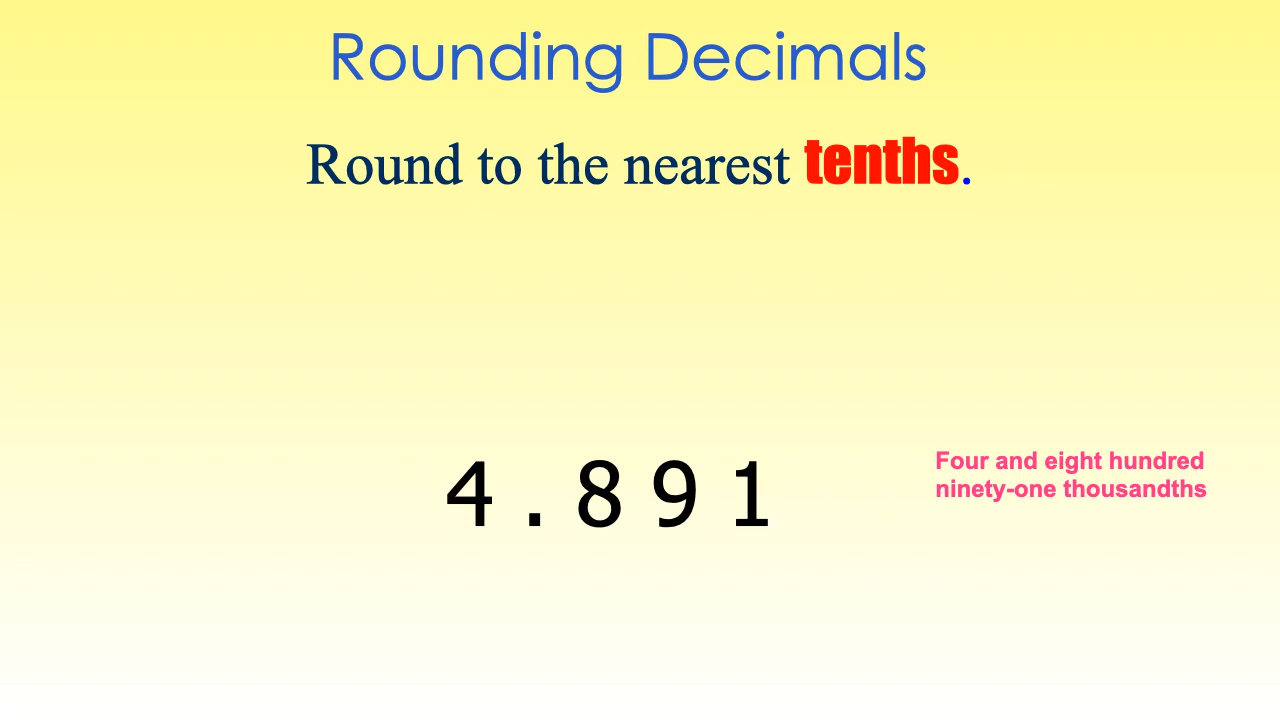 Rounding Decimals
Round to the nearest tenths.
4.891
Four and eight hundred
ninety-one thousandths